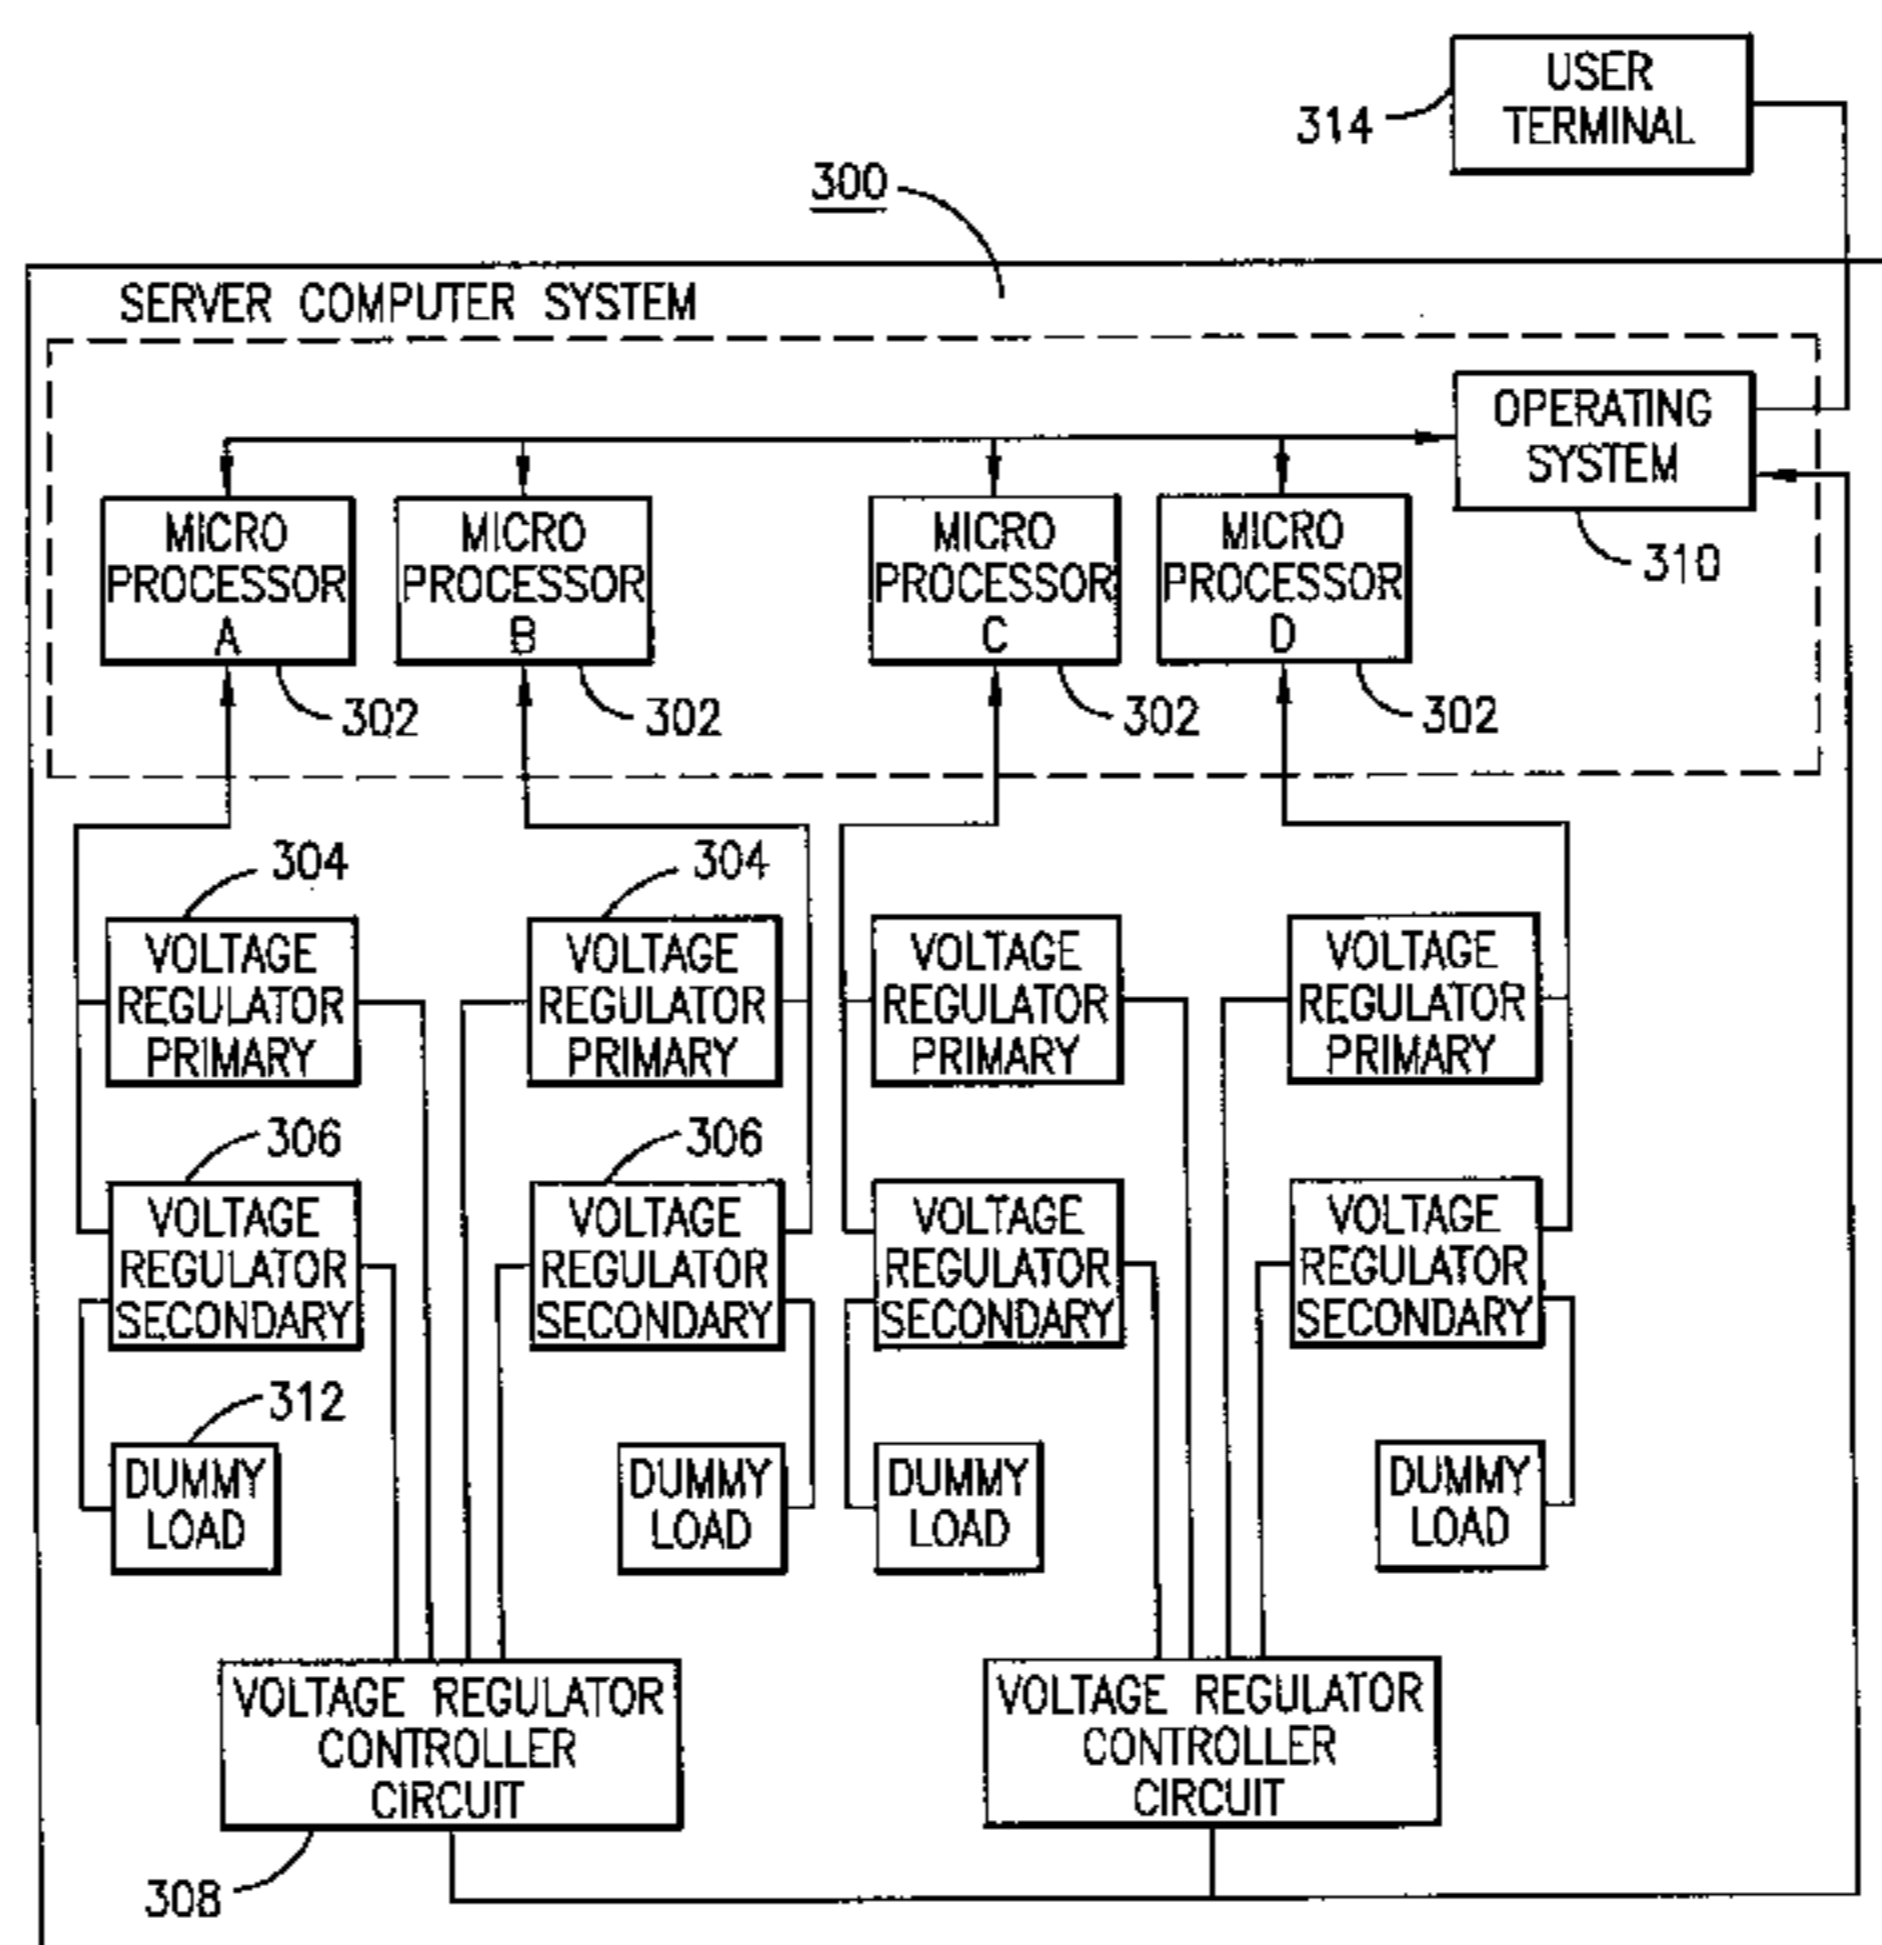 USER
TERMINAL
314
300
SERVER COMPUTER SYSTEM
OPERATING
SYSTEM
310
MICRO
PROCESSOR
A
302
MICRO
PROCESSOR
B
302
MICRO
PROCESSOR
C
302
MICRO
PROCESSOR
D
302
304
VOLTAGE
REGULATOR
PRIMARY
304
VOLTAGE
REGULATOR
PRIMARY
VOLTAGE
REGULATOR
PRIMARY
VOLTAGE
REGULATOR
PRIMARY
306
VOLTAGE
REGULATOR
SECONDARY
306
VOLTAGE
REGULATOR
SECONDARY
VOLTAGE
REGULATOR
SECONDARY
VOLTAGE
REGULATOR
SECONDARY
312
DUMMY
LOAD
DUMMY
LOAD
DUMMY
LOAD
DUMMY
LOAD
VOLTAGE REGULATOR
CONTROLLER
CIRCUIT
308
VOLTAGE REGULATOR
CONTROLLER
CIRCUIT